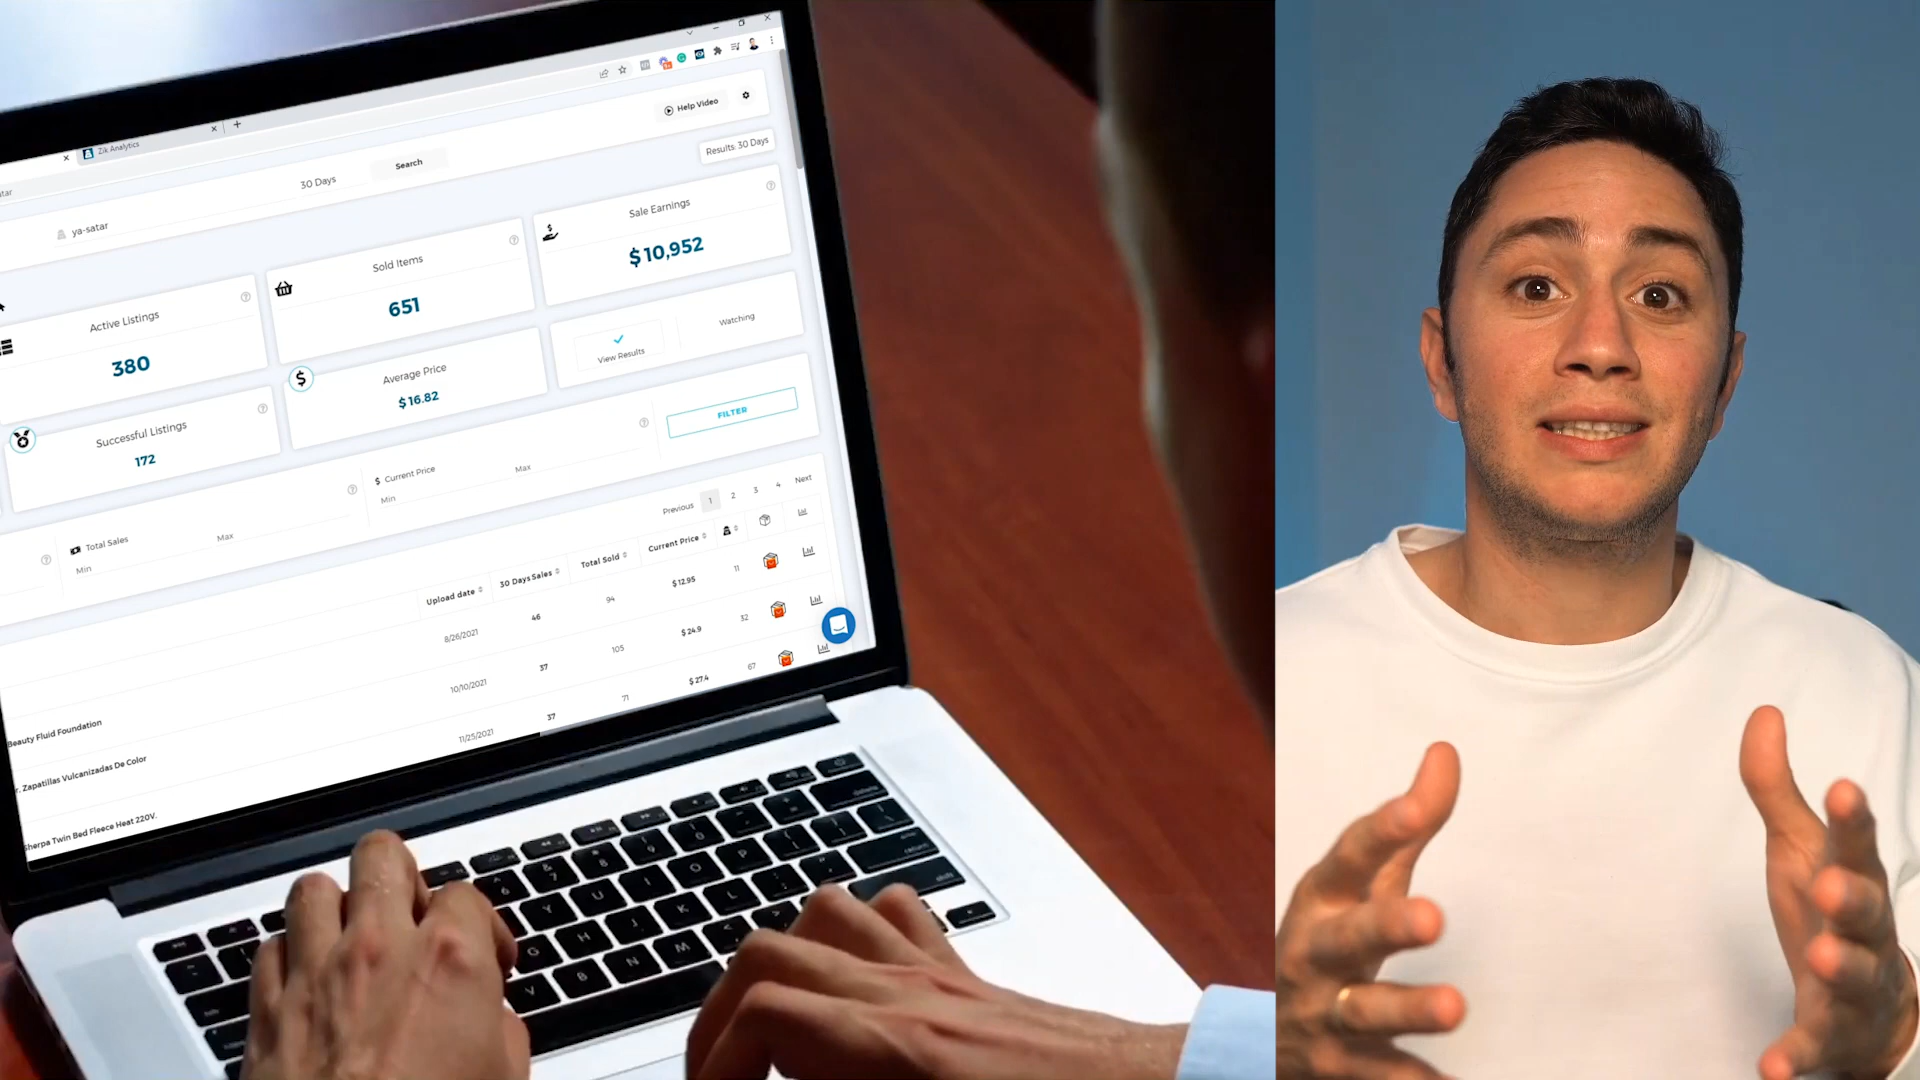 Zik Analytics
Help Video
Results: 30 Days
ya-satar
30 Days
Search
Active Listings
380
Sold Items
651
Sale Earnings
$ 10,952
Successful Listings
172
Average Price
$ 16.82
View Results
Watching
Total Sales
Min
Max
Current Price
Min
Max
FILTER
Previous 1 2 3 4 Next
Upload date 30 Days Sales Total Sold Current Price
8/26/2021 46 94 $ 12.95 11
Beauty Fluid Foundation 10/10/2021 37 105 $ 24.9 32
r. Zapatillas Vulcanizadas De Color 11/25/2021 37 71 $ 27.4 67
Sherpa Twin Bed Fleece Heat 220V.